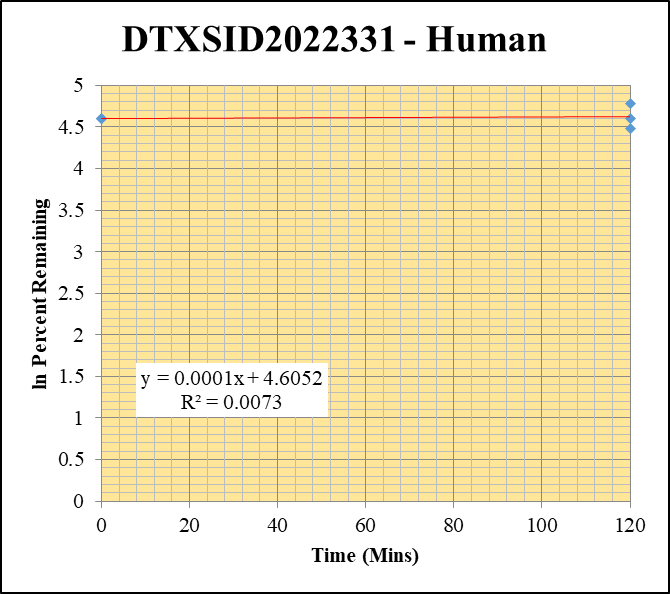 DTXSID2022331 - Human
ln Percent Remaining
5
4.5
4
3.5
3
2.5
2
1.5
1
0.5
0
y = 0.0001x + 4.6052
R² = 0.0073
0 20 40 60 80 100 120
Time (Mins)